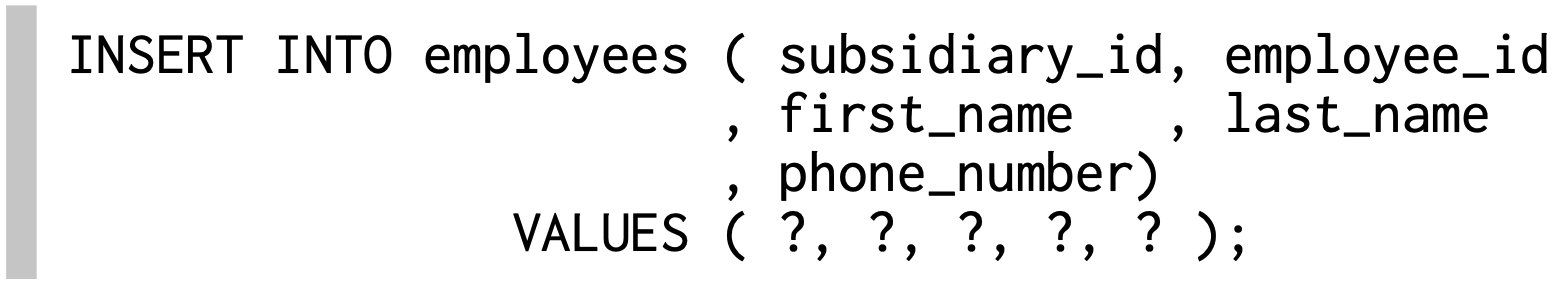 INSERT INTO employees ( subsidiary_id, employee_id
, first_name , last_name
, phone_number)
VALUES ( ?, ?, ?, ?, ? );